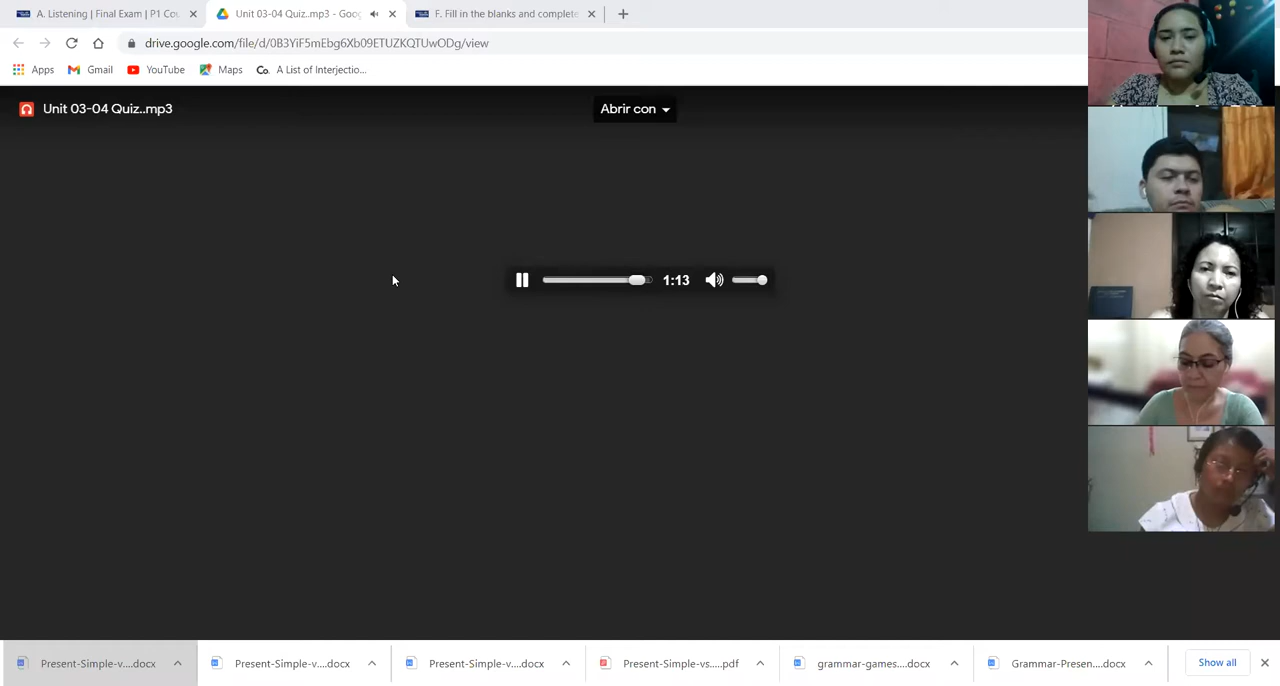 A. Listening | Final Exam | P1 Cou
Unit 03-04 Quiz..mp3 - Goog
F. Fill in the blanks and complete
drive.google.com/file/d/0B3YiF5mEbg6Xb09ETUZKQTUwODg/view
Apps
Gmail
YouTube
Maps
Co.
A List of Interjectio...
Unit 03-04 Quiz..mp3
Abrir con
1:13
Present-Simple-v....docx
Present-Simple-v....docx
Present-Simple-v....docx
Present-Simple-vs.....pdf
grammar-games....docx
Grammar-Presen....docx
Show all